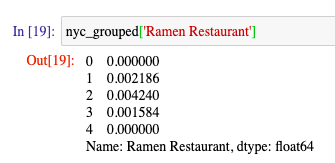 In [19]: nyc_grouped['Ramen Restaurant']
Out[19]: 0    0.000000
1    0.002186
2    0.004240
3    0.001584
4    0.000000
Name: Ramen Restaurant, dtype: float64